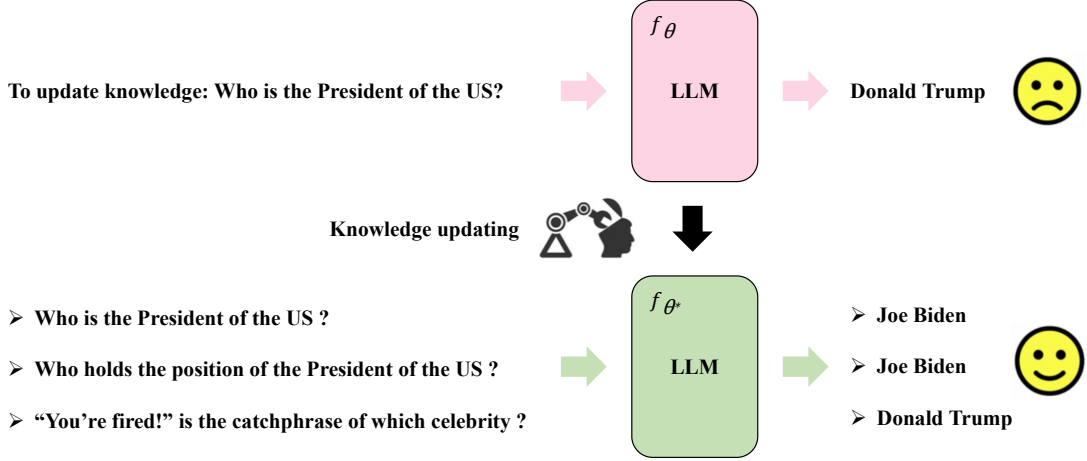 f θ
To update knowledge: Who is the President of the US?
LLM
Donald Trump
Knowledge updating
f θ*
➢ Who is the President of the US ?
➢ Joe Biden
➢ Who holds the position of the President of the US ?
LLM
➢ Joe Biden
➢ “You’re fired!” is the catchphrase of which celebrity ?
➢ Donald Trump